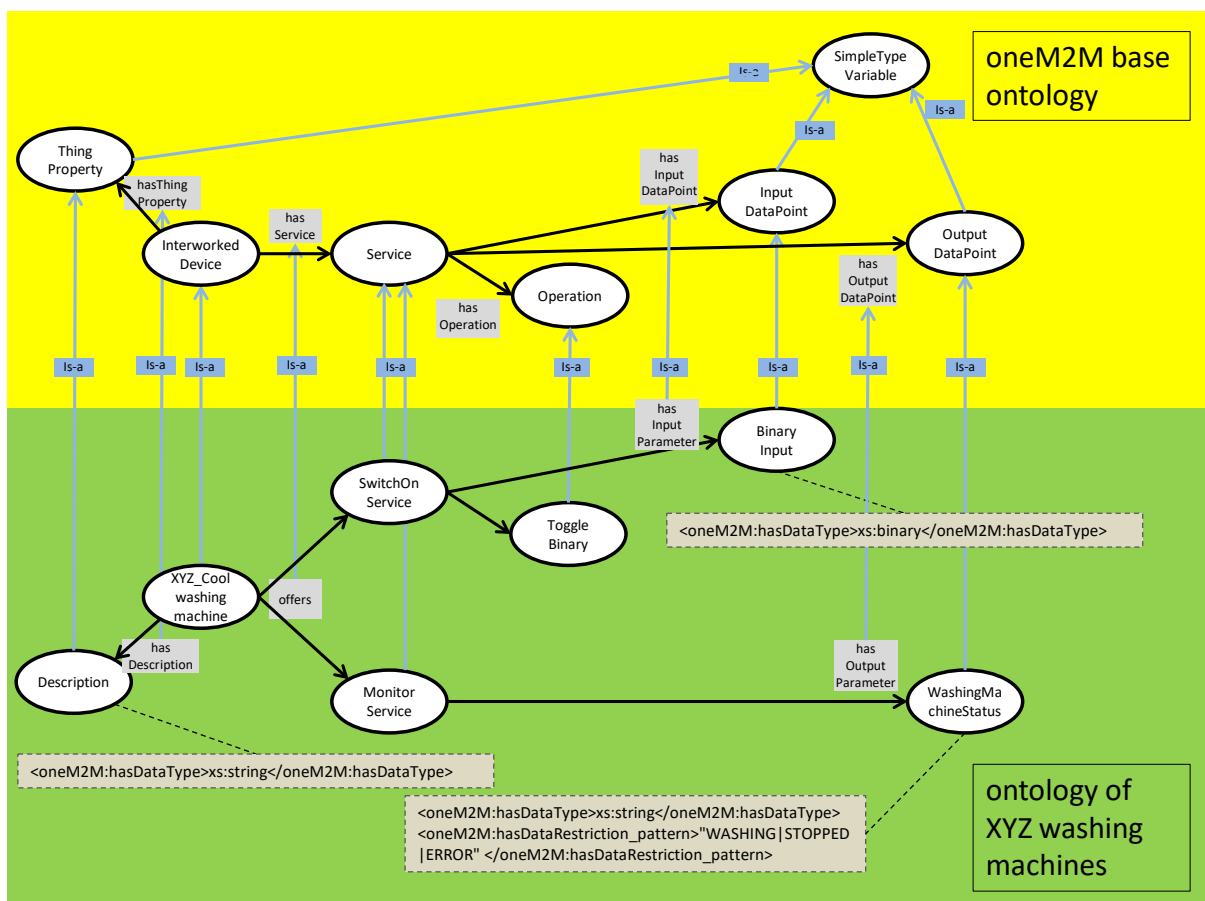 SimpleType
Variable
oneM2M base
ontology
Is-a
Is-a
Is-a
Thing
Property
hasThing
Property
has
Input
DataPoint
Input
DataPoint
has
Service
Interworked
Device
Service
Output
DataPoint
has
Output
DataPoint
Operation
has
Operation
Is-a
Is-a
Is-a
Is-a
Is-a
Is-a
Is-a
Is-a
Is-a
Is-a
has
Input
Parameter
Binary
Input
SwitchOn
Service
Toggle
Binary
<oneM2M:hasDataType>xs:binary</oneM2M:hasDataType>
XYZ_Cool
washing
machine
offers
has
Description
Description
Monitor
Service
has
Output
Parameter
WashingMa
chineStatus
<oneM2M:hasDataType>xs:string</oneM2M:hasDataType>
<oneM2M:hasDataType>xs:string</oneM2M:hasDataType>
<oneM2M:hasDataRestriction_pattern>"WASHING|STOPPED
|ERROR" </oneM2M:hasDataRestriction_pattern>
ontology of
XYZ washing
machines